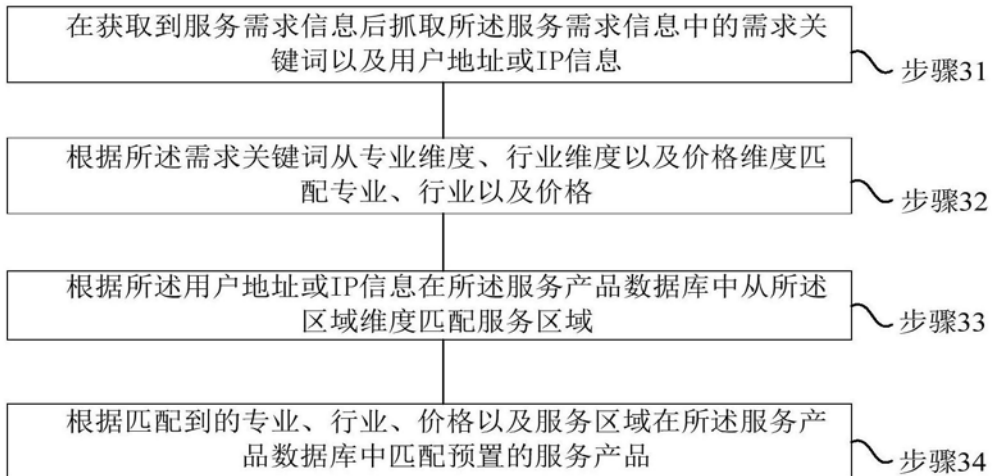 在获取到服务需求信息后抓取所述服务需求信息中的需求关
键词以及用户地址或IP信息
步骤31
根据所述需求关键词从专业维度、行业维度以及价格维度匹
配专业、行业以及价格
步骤32
根据所述用户地址或IP信息在所述服务产品数据库中从所述
区域维度匹配服务区域
步骤33
根据匹配到的专业、行业、价格以及服务区域在所述服务产
品数据库中匹配预置的服务产品
步骤34